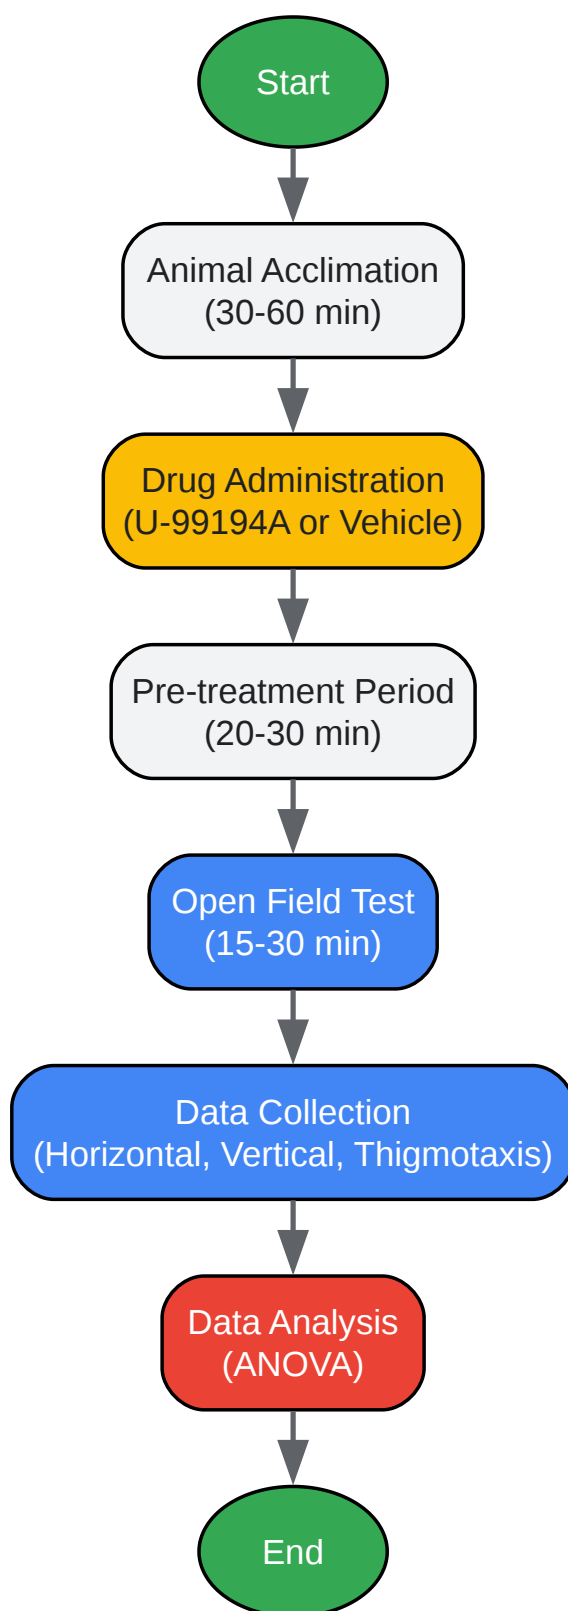 Start
Animal Acclimation
(30-60 min)
Drug Administration
(U-99194A or Vehicle)
Pre-treatment Period
(20-30 min)
Open Field Test
(15-30 min)
Data Collection
(Horizontal, Vertical, Thigmotaxis)
Data Analysis
(ANOVA)
End